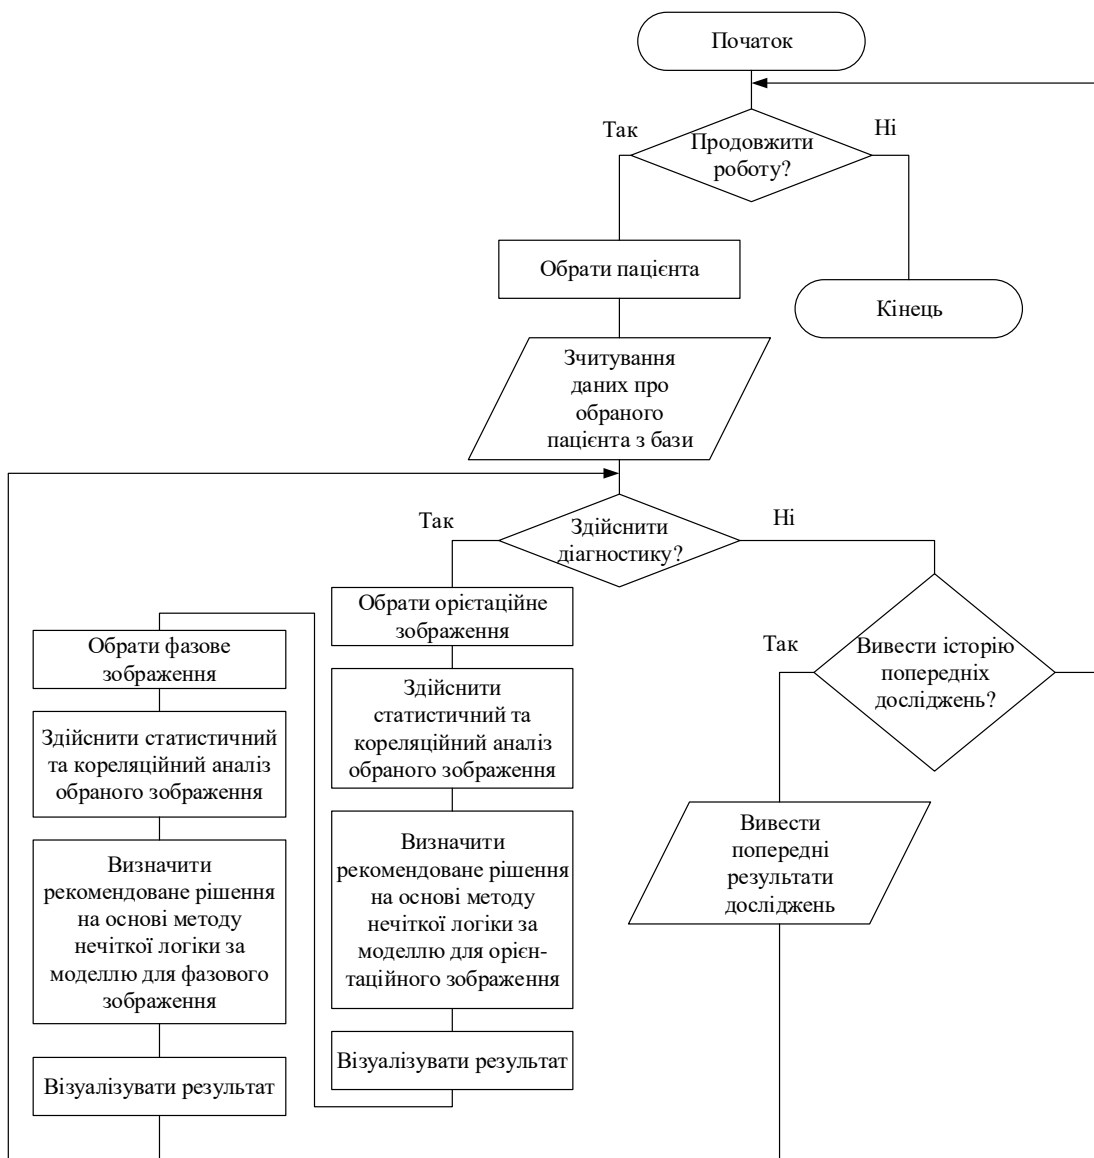 Початок
Так
Ні
Продовжити
роботу?
Обрати пацієнта
Кінець
Зчитування
даних про
обраного
пацієнта з бази
Так
Ні
Здійснити
діагностику?
Обрати орієтаційне
зображення
Здійснити
статистичний та
кореляційний аналіз
обраного зображення
Визначити
рекомендоване рішення
на основі методу
нечіткої логіки за
моделлю для орієн-
таційного зображення
Візуалізувати результат
Обрати фазове
зображення
Здійснити статистичний
та кореляційний аналіз
обраного зображення
Визначити
рекомендоване рішення
на основі методу
нечіткої логіки за
моделлю для фазового
зображення
Візуалізувати результат
Так
Вивести історію
попередніх
досліджень?
Вивести
попередні
результати
досліджень